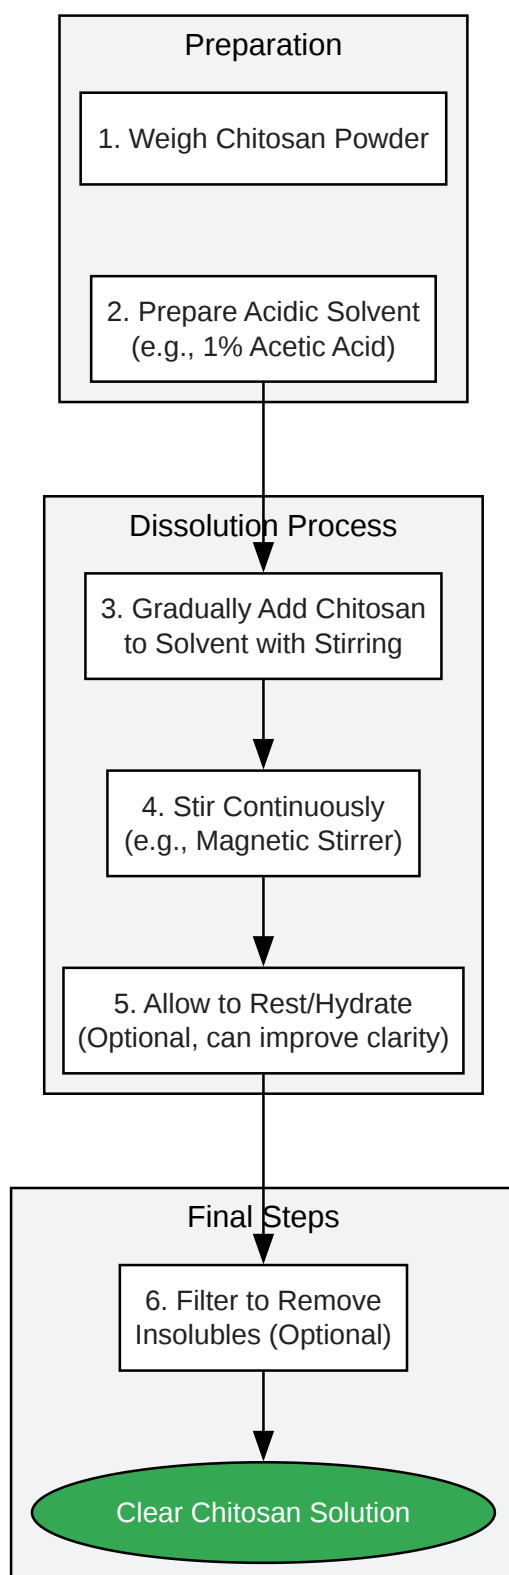 Preparation
1. Weigh Chitosan Powder
2. Prepare Acidic Solvent
(e.g., 1% Acetic Acid)
Dissolution Process
3. Gradually Add Chitosan
to Solvent with Stirring
4. Stir Continuously
(e.g., Magnetic Stirrer)
5. Allow to Rest/Hydrate
(Optional, can improve clarity)
Final Steps
6. Filter to Remove
Insolubles (Optional)
Clear Chitosan Solution